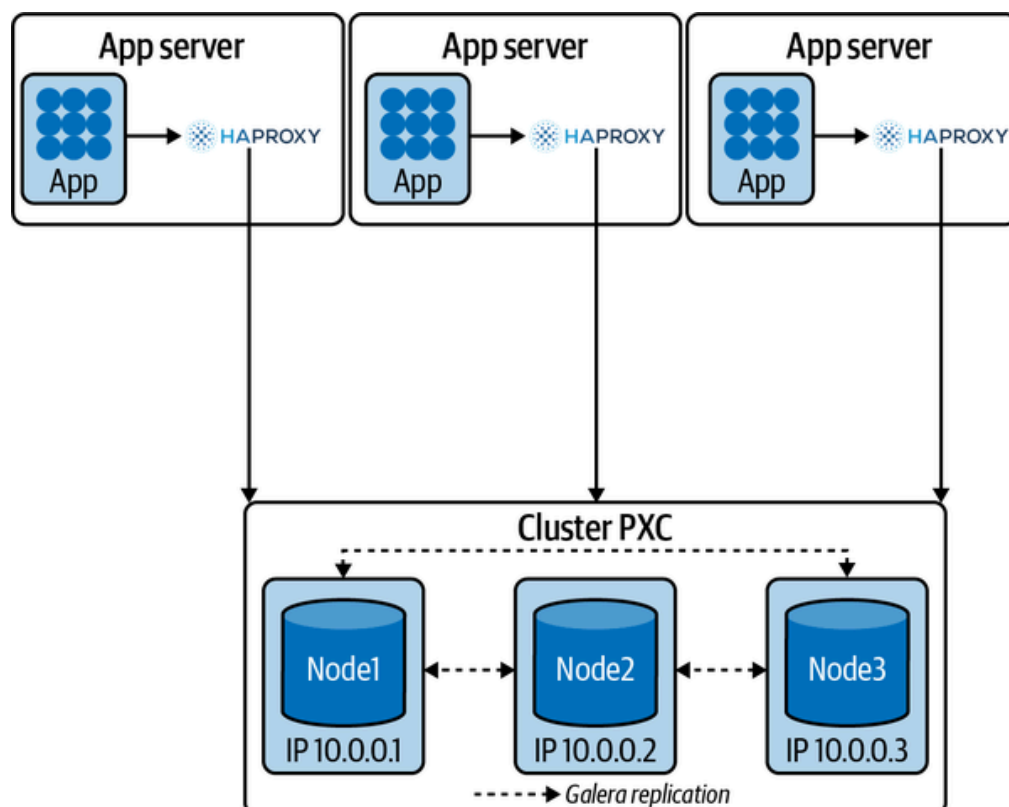 App server
App server
App server
HAPROXY
HAPROXY
HAPROXY
App
App
App
Cluster PXC
Node1
Node2
Node3
IP 10.0.0.1
IP 10.0.0.2
IP 10.0.0.3
Galera replication